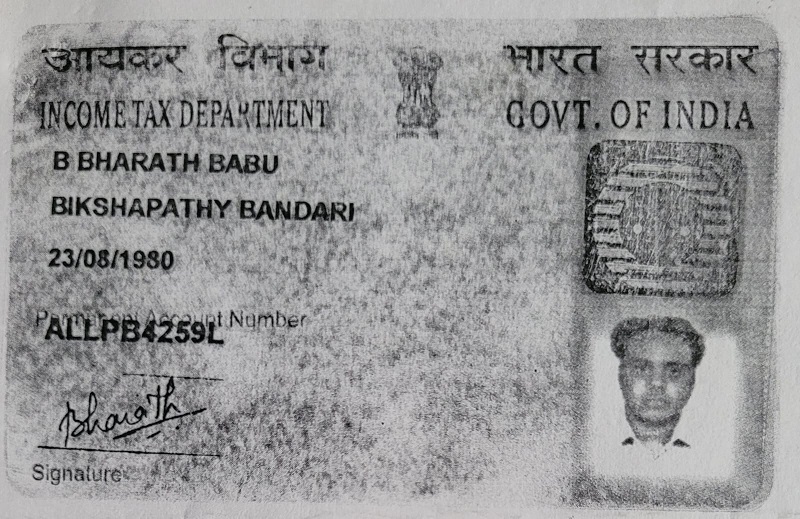 आयकर विभाग
भारत सरकार
INCOME TAX DEPARTMENT
GOVT. OF INDIA
B BHARATH BABU
BIKSHAPATHY BANDARI
23/08/1980
Permanent Account Number
ALLPB4259L
Bharath
Signature